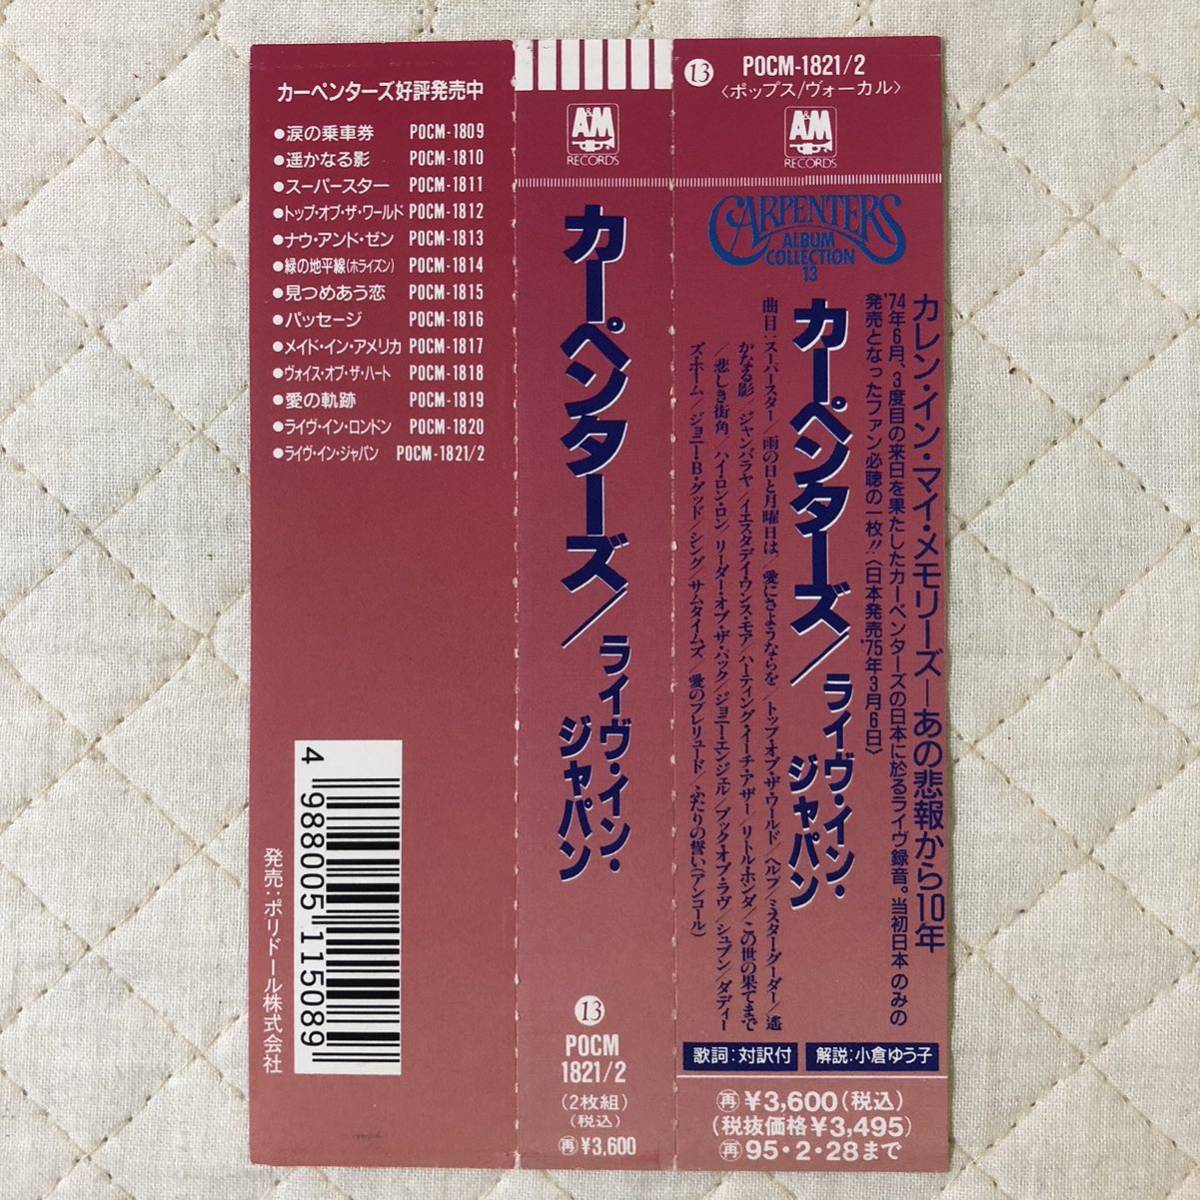 カーペンターズ好評発売中
●涙の乗車券 POCM-1809
●遥かなる影 POCM-1810
●スーパースター POCM-1811
●トップ・オブ・ザ・ワールド POCM-1812
●ナウ・アンド・ゼン POCM-1813
●緑の地平線(ホライズン) POCM-1814
●見つめあう恋 POCM-1815
●パッセージ POCM-1816
●メイド・イン・アメリカ POCM-1817
●ヴォイス・オブ・ザ・ハート POCM-1818
●愛の軌跡 POCM-1819
●ライヴ・イン・ロンドン POCM-1820
●ライヴ・イン・ジャパン POCM-1821/2
4 988005 115089
発売:ポリドール株式会社
A&M
RECORDS
カーペンターズ/
ライヴ・イン・
ジャパン
13
POCM
1821/2
(2枚組)
(税込)
再¥3,600
13 POCM-1821/2
〈ポップス/ヴォーカル〉
A&M
RECORDS
CARPENTERS
ALBUM
COLLECTION
13
カレン・イン・マイ・メモリーズ—あの悲報から10年
'74年6月、3度目の来日を果たしたカーペンターズの日本に於るライヴ録音。当初日本のみの
発売となったファン必聴の一枚!!〈日本発売'75年3月6日〉
カーペンターズ/
ライヴ・イン・
ジャパン
曲目:スーパースター/雨の日と月曜日は/愛にさようならを/トップ・オブ・ザ・ワールド/ヘルプ/ミスター・グーダー/遙
かなる影/ジャンバラヤ/イエスタデイ・ワンス・モア/ハーティング・イーチ・アザー/リトル・ホンダ/この世の果てまで
/悲しき街角/ハイ・ロン・ロン/リーダー・オブ・ザ・パック/ジョニー・エンジェル/ブック・オブ・ラヴ/シュブン/ダディー
ズ・ホーム/ジョニー・B・グッド/シング/サムタイムズ/愛のプレリュード/ふたりの誓い(アンコール)
歌詞:対訳付
解説:小倉ゆう子
再¥3,600(税込)
(税抜価格¥3,495)
再95・2・28まで